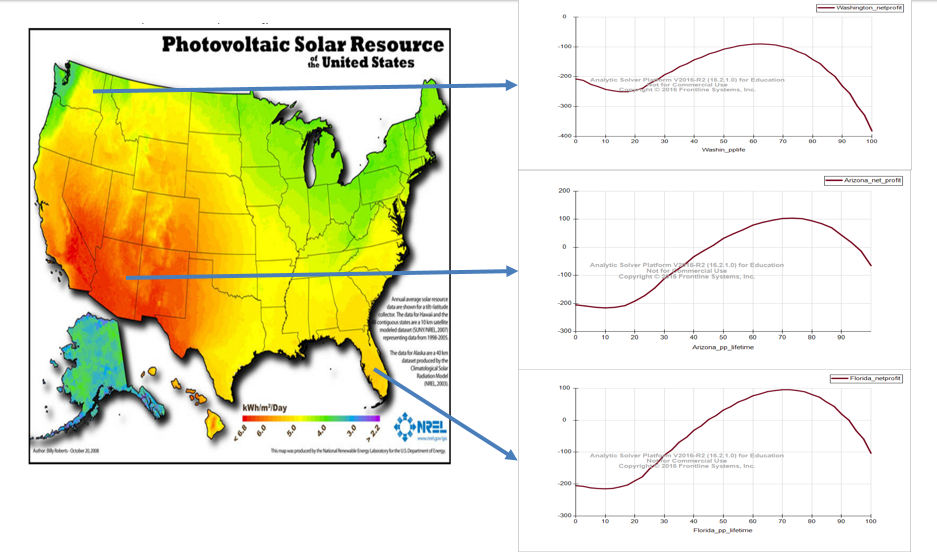 Photovoltaic Solar Resource
of the United States
Annual average solar resource
data are shown for a tilt=latitude
collector. The data for Hawaii and the
contiguous states are a 10 km satellite
modeled dataset (SUNY/NREL, 2007)
representing data from 1998-2005.
The data for Alaska are a 40 km
dataset produced by the
Climatological Solar
Radiation Model
(NREL, 2003).
kWh/m²/Day
6.0
5.0
4.0
3.0
NREL
Author: Billy Roberts - October 20, 2008
This map was produced by the National Renewable Energy Laboratory for the U.S. Department of Energy.
Washington_netprofit
0
-100
-200
-300
-400
Analytic Solver Platform V2016-R2 (16.2.1.0) for Education
Not for Commercial Use
Copyright © 2016 Frontline Systems, Inc.
0 10 20 30 40 50 60 70 80 90 100
Washin_pplife
Arizona_net_profit
200
100
0
-100
-200
-300
Analytic Solver Platform V2016-R2 (16.2.1.0) for Education
Not for Commercial Use
Copyright © 2016 Frontline Systems, Inc.
0 10 20 30 40 50 60 70 80 90
Arizona_pp_lifetime
Florida_netprofit
100
0
-100
-200
-300
Analytic Solver Platform V2016-R2 (16.2.1.0) for Education
Not for Commercial Use
Copyright © 2016 Frontline Systems, Inc.
0 10 20 30 40 50 60 70 80 90 100
Florida_pp_lifetime